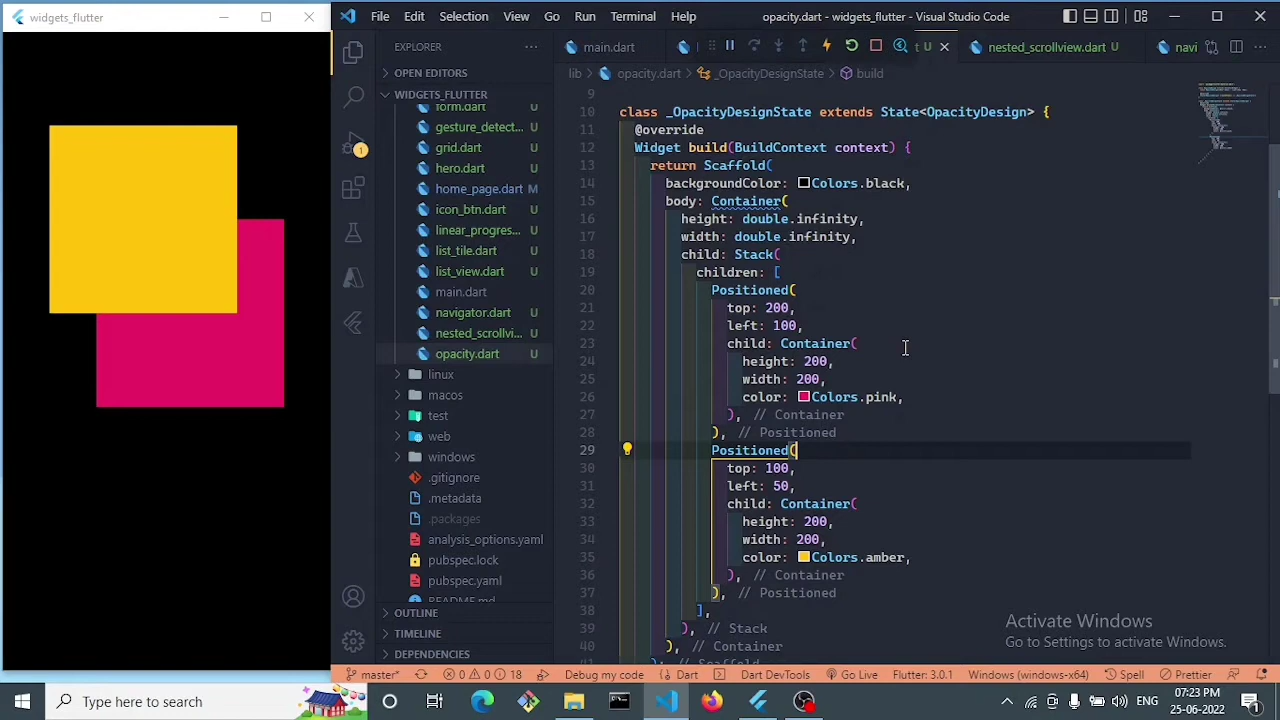 widgets_flutter
File Edit Selection View Go Run Terminal Help
opacity.dart - widgets_flutter - Visual Studio Code
EXPLORER
OPEN EDITORS
WIDGETS_FLUTTER
form.dart
gesture_detect... U
grid.dart U
hero.dart U
home_page.dart M
icon_btn.dart U
linear_progres... U
list_tile.dart U
list_view.dart U
main.dart
navigator.dart U
nested_scrollvi... U
opacity.dart U
linux
macos
test
web
windows
.gitignore
.metadata
.packages
analysis_options.yaml
pubspec.lock
pubspec.yaml
README.md
OUTLINE
TIMELINE
DEPENDENCIES
1
main.dart
t U
nested_scrollview.dart U
navi
lib > opacity.dart > _OpacityDesignState > build
9
10 class _OpacityDesignState extends State<OpacityDesign> {
11 @override
12 Widget build(BuildContext context) {
13 return Scaffold(
14 backgroundColor: Colors.black,
15 body: Container(
16 height: double.infinity,
17 width: double.infinity,
18 child: Stack(
19 children: [
20 Positioned(
21 top: 200,
22 left: 100,
23 child: Container(
24 height: 200,
25 width: 200,
26 color: Colors.pink,
27 ), // Container
28 ), // Positioned
29 Positioned(
30 top: 100,
31 left: 50,
32 child: Container(
33 height: 200,
34 width: 200,
35 color: Colors.amber,
36 ), // Container
37 ), // Positioned
38 ],
39 ), // Stack
40 ), // Container
41 ); // Scaffold
Activate Windows
Go to Settings to activate Windows.
master* 0 0 18 Dart Dart DevTools Go Live Flutter: 3.0.1 Windows (windows-x64) Spell Prettier
Type here to search
ENG
07:23 PM
25-06-2022
1